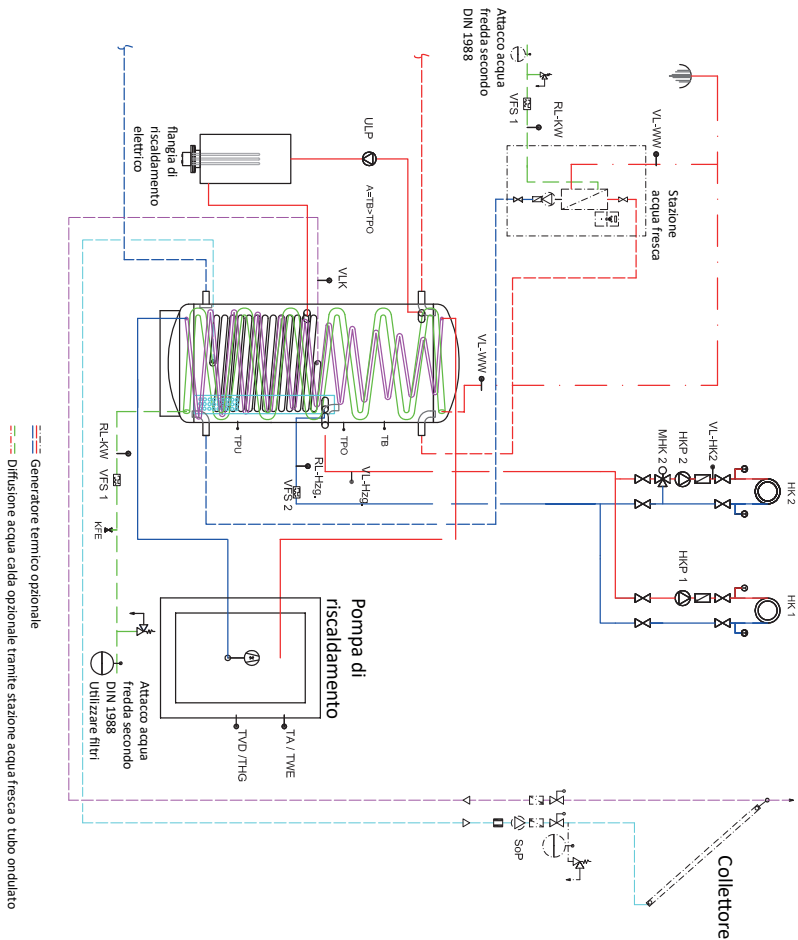 Attacco acqua
fredda secondo
DIN 1988
VFS 1
RL-KW
VL-WW
Stazione
acqua fresca
ULP
A=TB>TPO
flangia di
riscaldamento
elettrico
VLK
VL-WW
TPU
TPO
TB
RL-Hzg.
VFS 2
VL-Hzg.
MHK 2
HKP 2
VL-HK2
HK 2
HKP 1
HK 1
RL-KW
VFS 1
KFE
Attacco acqua
fredda secondo
DIN 1988
Utilizzare filtri
Pompa di
riscaldamento
TVD /THG
TA / TWE
SoP
Collettore
Generatore termico opzionale
Diffusione acqua calda opzionale tramite stazione acqua fresca o tubo ondulato